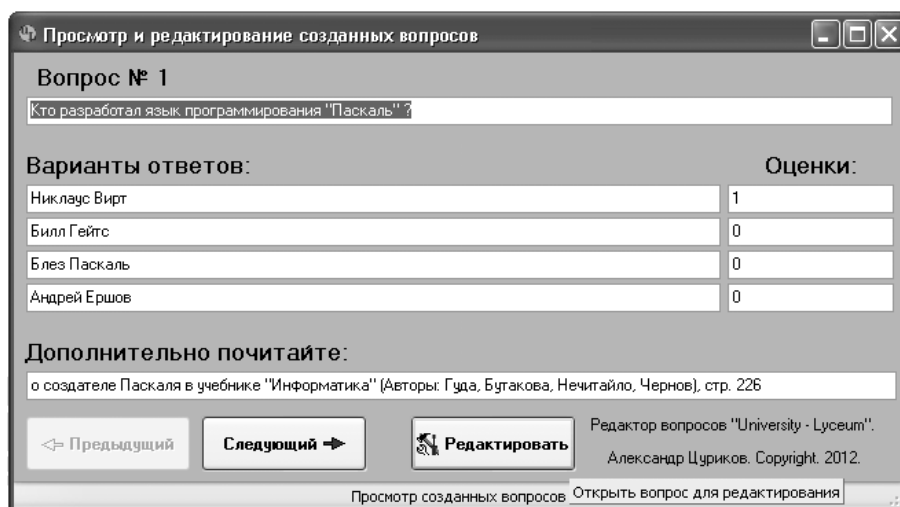 Просмотр и редактирование созданных вопросов
Вопрос № 1
Кто разработал язык программирования "Паскаль" ?
Варианты ответов: Оценки:
Никлаус Вирт 1
Билл Гейтс 0
Блез Паскаль 0
Андрей Ершов 0
Дополнительно почитайте:
о создателе Паскаля в учебнике "Информатика" (Авторы: Гуда, Бутакова, Нечитайло, Чернов), стр. 226
Предыдущий Следующий Редактировать
Редактор вопросов "University - Lyceum".
Александр Цуриков. Copyright. 2012.
Просмотр созданных вопросов Открыть вопрос для редактирования